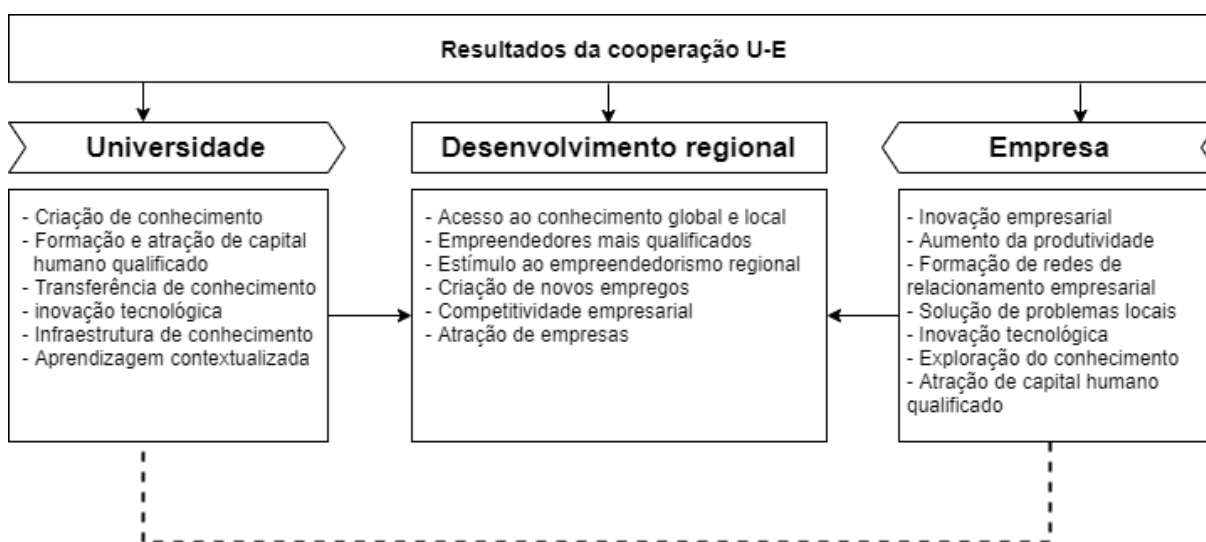 Resultados da cooperação U-E
Universidade
- Criação de conhecimento
- Formação e atração de capital
humano qualificado
- Transferência de conhecimento
- inovação tecnológica
- Infraestrutura de conhecimento
- Aprendizagem contextualizada
Desenvolvimento regional
- Acesso ao conhecimento global e local
- Empreendedores mais qualificados
- Estímulo ao empreendedorismo regional
- Criação de novos empregos
- Competitividade empresarial
- Atração de empresas
Empresa
- Inovação empresarial
- Aumento da produtividade
- Formação de redes de
relacionamento empresarial
- Solução de problemas locais
- Inovação tecnológica
- Exploração do conhecimento
- Atração de capital humano
qualificado